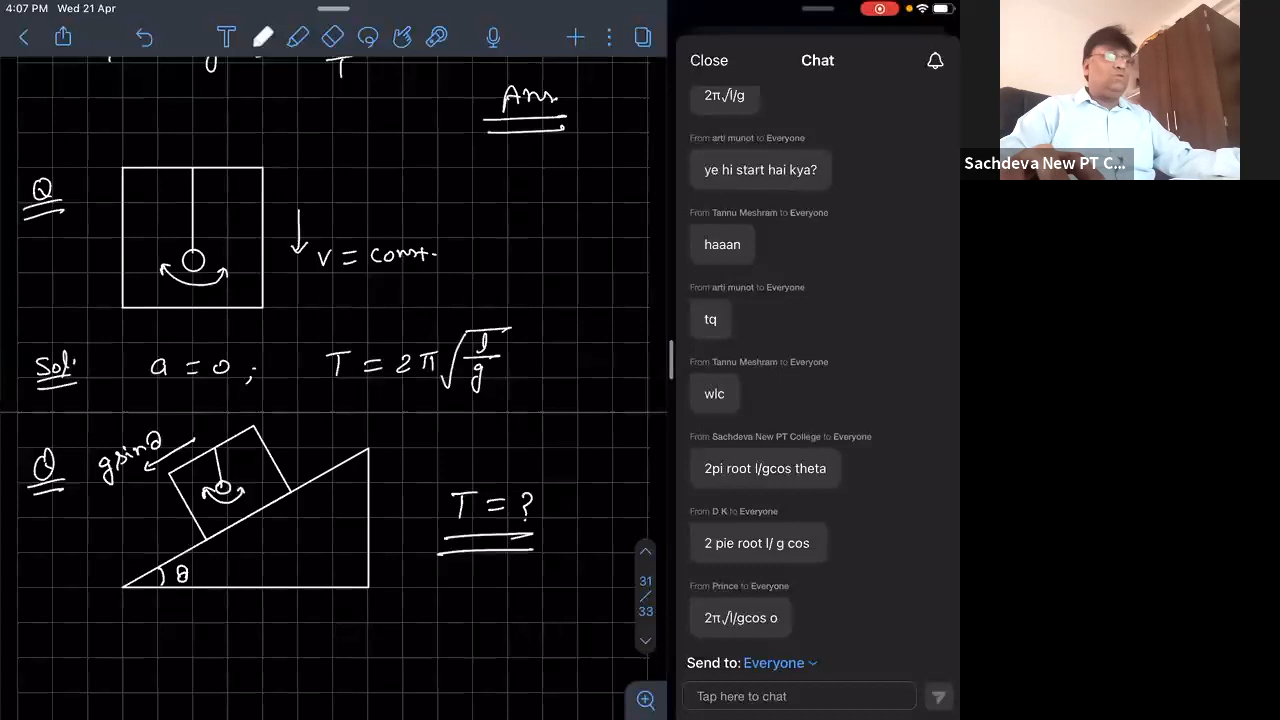 4:07 PM Wed 21 Apr
T
Ans.
Q
v = const.
Sol:
a = 0 ;
T = 2π√l/g
Q
g sinθ
θ
T = ?
31
33
Close
Chat
2π√l/g
From arti munot to Everyone
ye hi start hai kya?
From Tannu Meshram to Everyone
haaan
From arti munot to Everyone
tq
From Tannu Meshram to Everyone
wlc
From Sachdeva New PT College to Everyone
2pi root l/gcos theta
From D K to Everyone
2 pie root l/ g cos
From Prince to Everyone
2π√l/gcos o
Send to: Everyone
Tap here to chat
Sachdeva New PT C...